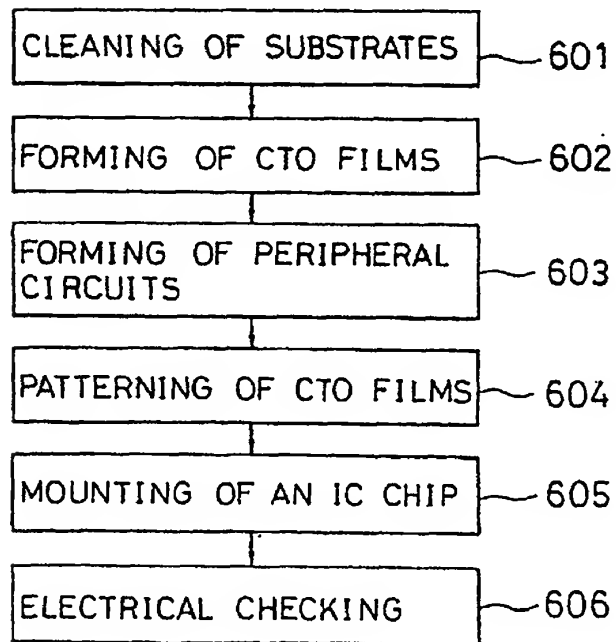 CLEANING OF SUBSTRATES
601
FORMING OF CTO FILMS
602
FORMING OF PERIPHERAL
CIRCUITS
603
PATTERNING OF CTO FILMS
604
MOUNTING OF AN IC CHIP
605
ELECTRICAL CHECKING
606